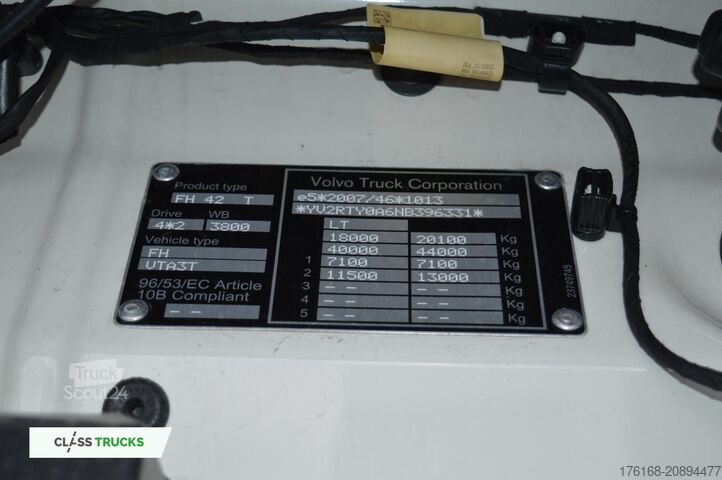 Product type
FH 42 T
Drive WB
4*2 3800
Vehicle type
FH
VTA3T
96/53/EC Article
10B Compliant
-- --
Volvo Truck Corporation
e5*2007/46*1013
*YV2RTY0A6NB396331*
LT
18000 20100 Kg
40000 44000 Kg
1 7100 7100 Kg
2 11500 13000 Kg
3 -- -- -- -- Kg
4 -- -- -- -- Kg
5 -- -- -- -- Kg
23749745
Truck
Scout24
CLASS TRUCKS
176168-20894477